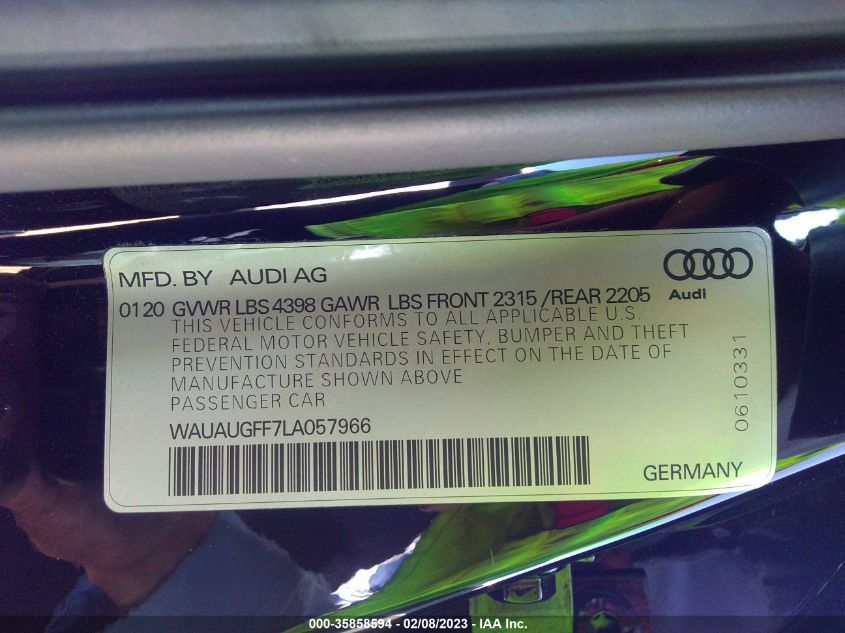 MFD. BY AUDI AG
Audi
0120 GVWR LBS 4398 GAWR LBS FRONT 2315 /REAR 2205
THIS VEHICLE CONFORMS TO ALL APPLICABLE U.S.
FEDERAL MOTOR VEHICLE SAFETY, BUMPER AND THEFT
PREVENTION STANDARDS IN EFFECT ON THE DATE OF
MANUFACTURE SHOWN ABOVE
PASSENGER CAR
0610331
WAUAUGFF7LA057966
GERMANY
000-35858594 - 02/08/2023 - IAA Inc.